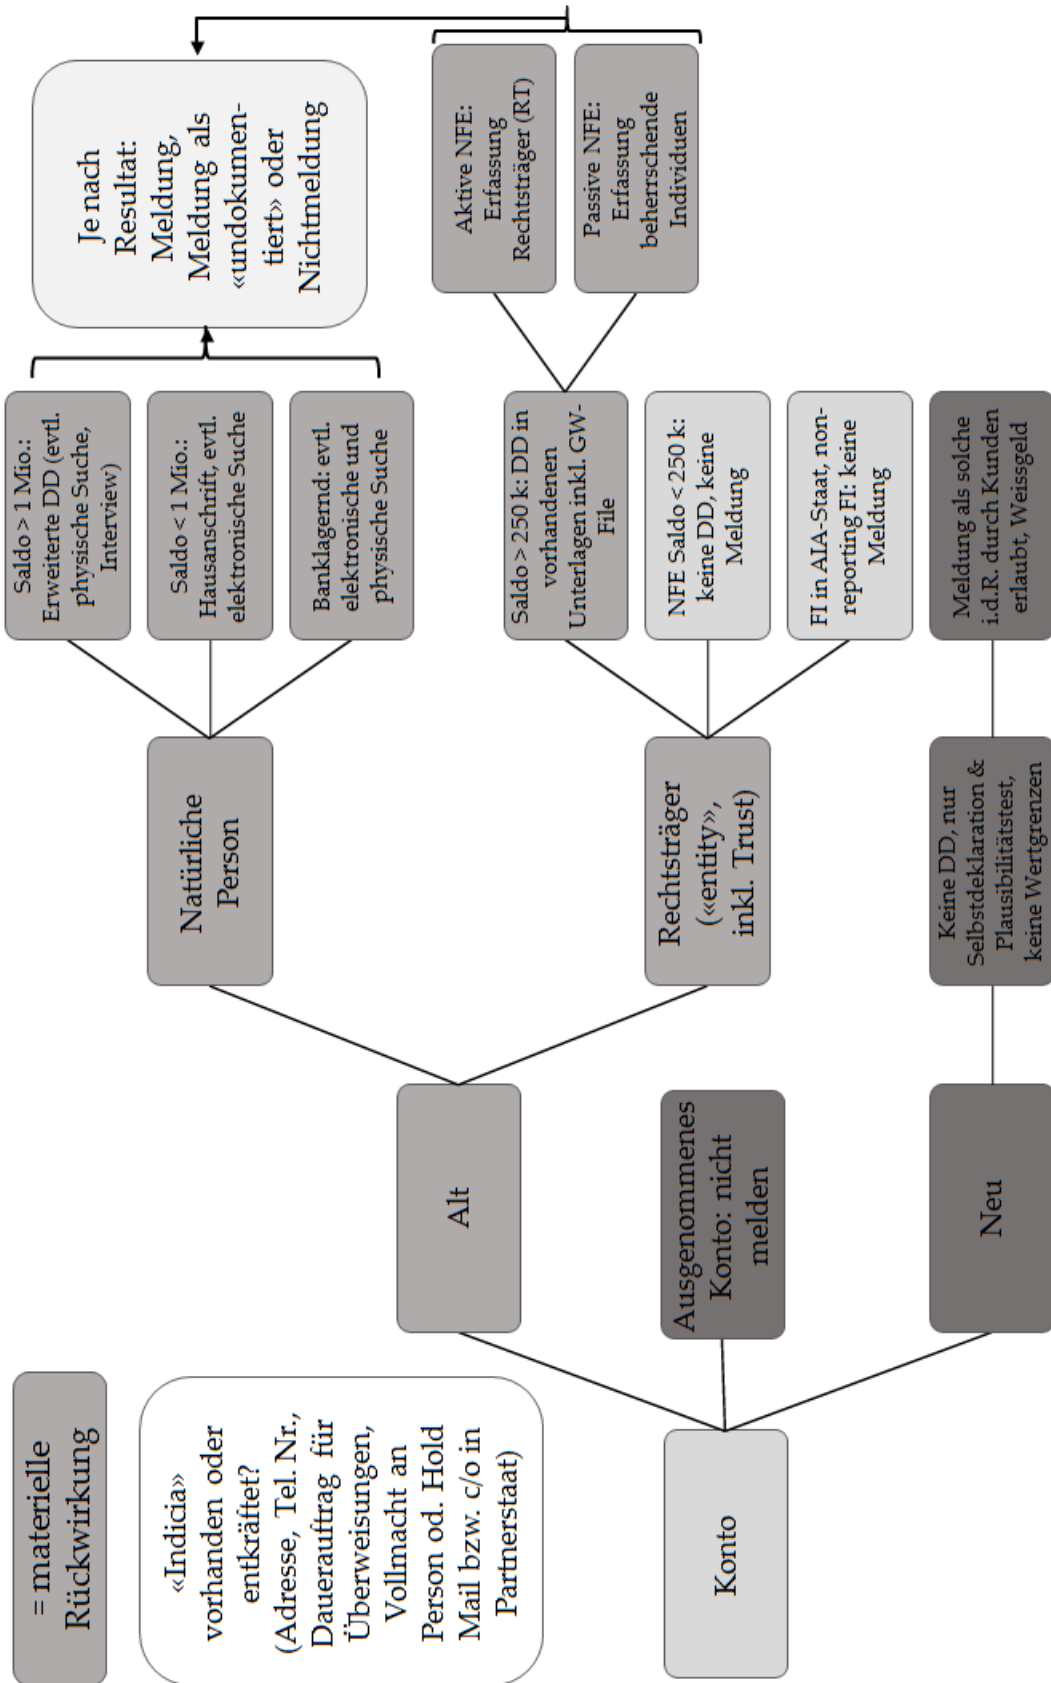 = materielle
Rückwirkung
«Indicia»
vorhanden oder
entkräftet?
(Adresse, Tel. Nr.,
Dauerauftrag für
Überweisungen,
Vollmacht an
Person od. Hold
Mail bzw. c/o in
Partnerstaat)
Konto
Alt
Ausgenommenes
Konto: nicht
melden
Neu
Natürliche
Person
Rechtsträger
(«entity»,
inkl. Trust)
Keine DD, nur
Selbstdeklaration &
Plausibilitätstest,
keine Wertgrenzen
Saldo > 1 Mio.:
Erweiterte DD (evtl.
physische Suche,
Interview)
Saldo < 1 Mio.:
Hausanschrift, evtl.
elektronische Suche
Banklagernd: evtl.
elektronische und
physische Suche
Saldo > 250 k: DD in
vorhandenen
Unterlagen inkl. GW-
File
NFE Saldo < 250 k:
keine DD, keine
Meldung
FI in AIA-Staat, non-
reporting FI: keine
Meldung
Meldung als solche
i.d.R. durch Kunden
erlaubt, Weissgeld
Je nach
Resultat:
Meldung,
Meldung als
«undokumen-
tiert» oder
Nichtmeldung
Aktive NFE:
Erfassung
Rechtsträger (RT)
Passive NFE:
Erfassung
beherrschende
Individuen